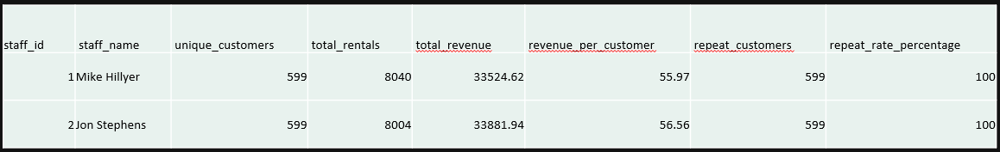 staff_id staff_name unique_customers total_rentals total_revenue revenue_per_customer repeat_customers repeat_rate_percentage
1 Mike Hillyer 599 8040 33524.62 55.97 599 100
2 Jon Stephens 599 8004 33881.94 56.56 599 100